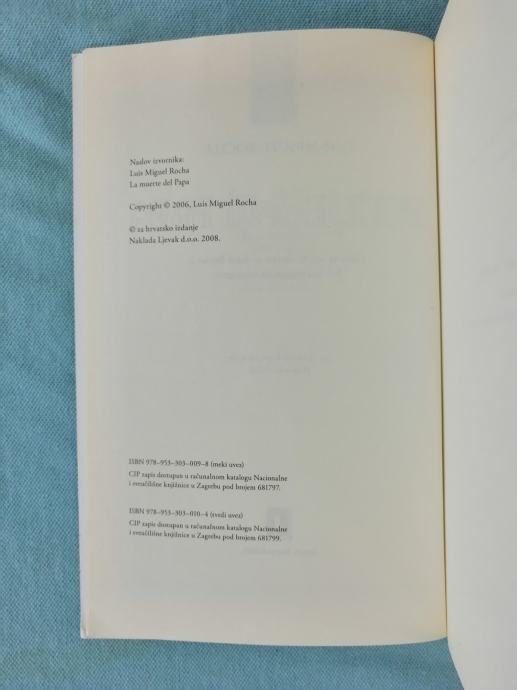 Naslov izvornika:
Luis Miguel Rocha
La muerte del Papa
Copyright © 2006, Luis Miguel Rocha
© za hrvatsko izdanje
Naklada Ljevak d.o.o. 2008.
ISBN 978-953-303-009-8 (meki uvez)
CIP zapis dostupan u računalnom katalogu Nacionalne
i sveučilišne knjižnice u Zagrebu pod brojem 681797.
ISBN 978-953-303-010-4 (tvrdi uvez)
CIP zapis dostupan u računalnom katalogu Nacionalne
i sveučilišne knjižnice u Zagrebu pod brojem 681799.